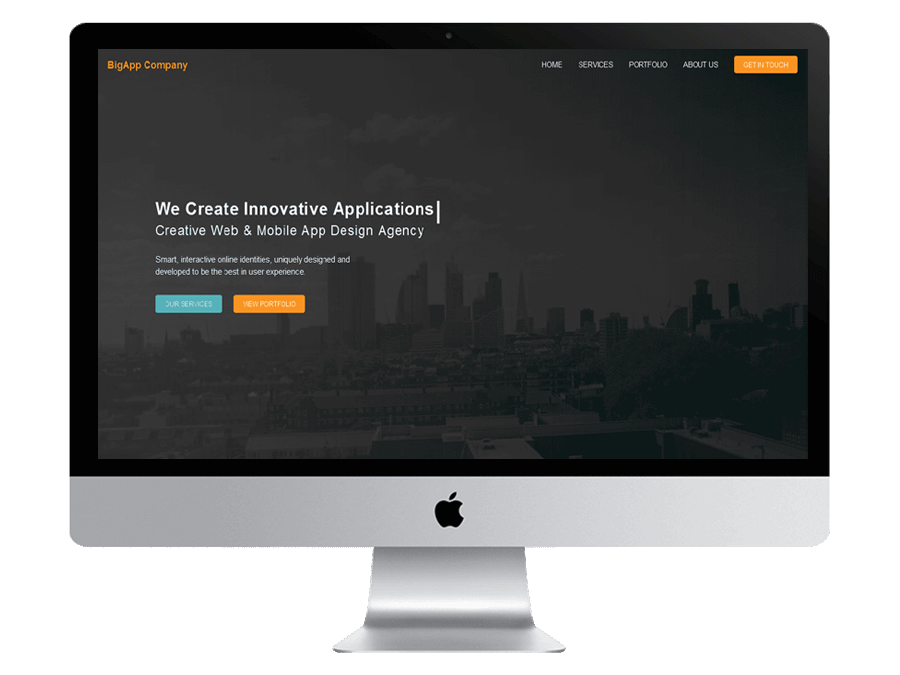 BigApp Company
HOME SERVICES PORTFOLIO ABOUT US GET IN TOUCH
We Create Innovative Applications
Creative Web & Mobile App Design Agency
Smart, interactive online identities, uniquely designed and
developed to be the best in user experience.
OUR SERVICES VIEW PORTFOLIO